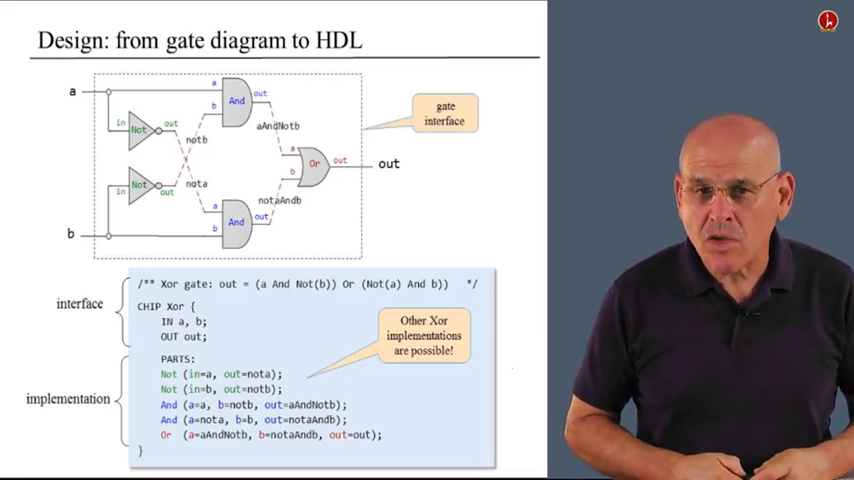 Design: from gate diagram to HDL
a
in
Not
out
notb
a
b
And
out
aAndNotb
gate
interface
a
b
Or
out
out
in
Not
out
nota
notaAndb
a
b
And
out
b
interface
/** Xor gate: out = (a And Not(b)) Or (Not(a) And b)) */
CHIP Xor {
IN a, b;
OUT out;
Other Xor
implementations
are possible!
implementation
PARTS:
Not (in=a, out=nota);
Not (in=b, out=notb);
And (a=a, b=notb, out=aAndNotb);
And (a=nota, b=b, out=notaAndb);
Or (a=aAndNotb, b=notaAndb, out=out);
}